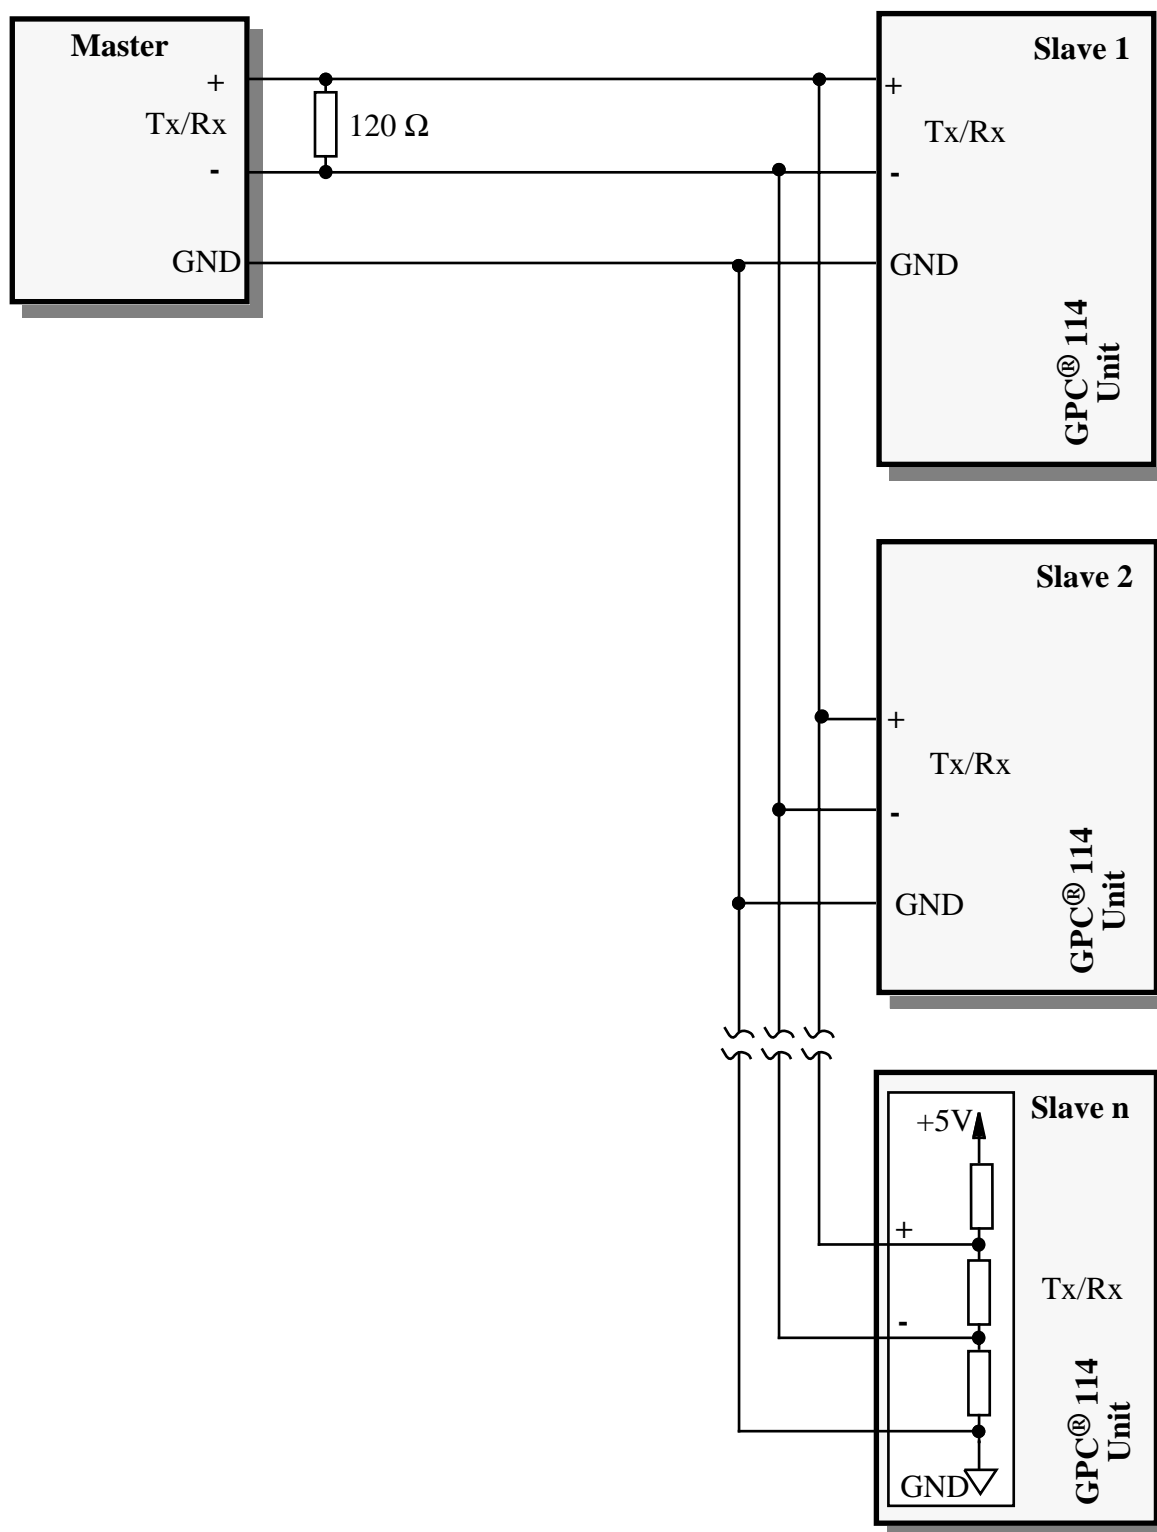 Master
+
Tx/Rx
-
GND
120 Ω
Slave 1
+
Tx/Rx
-
GND
GPC® 114
Unit
Slave 2
+
Tx/Rx
-
GND
GPC® 114
Unit
Slave n
+5V
+
Tx/Rx
-
GND
GPC® 114
Unit